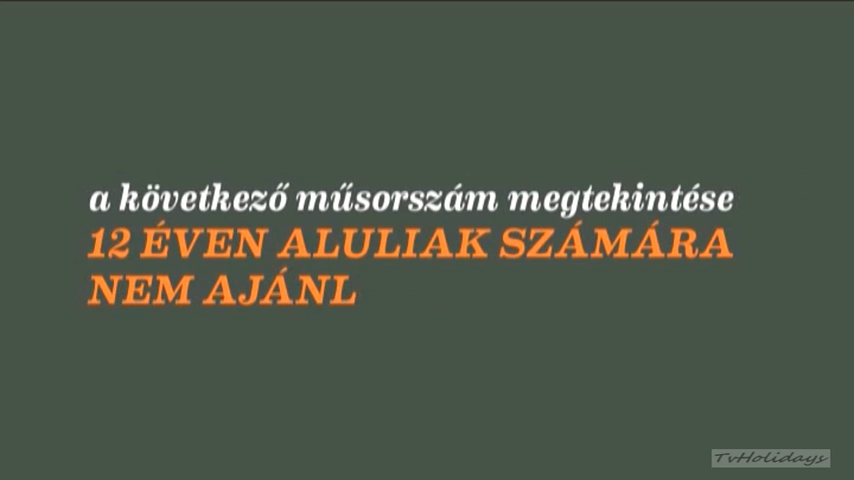 a következő műsorszám megtekintése
12 ÉVEN ALULIAK SZÁMÁRA
NEM AJÁNL
TvHolidays